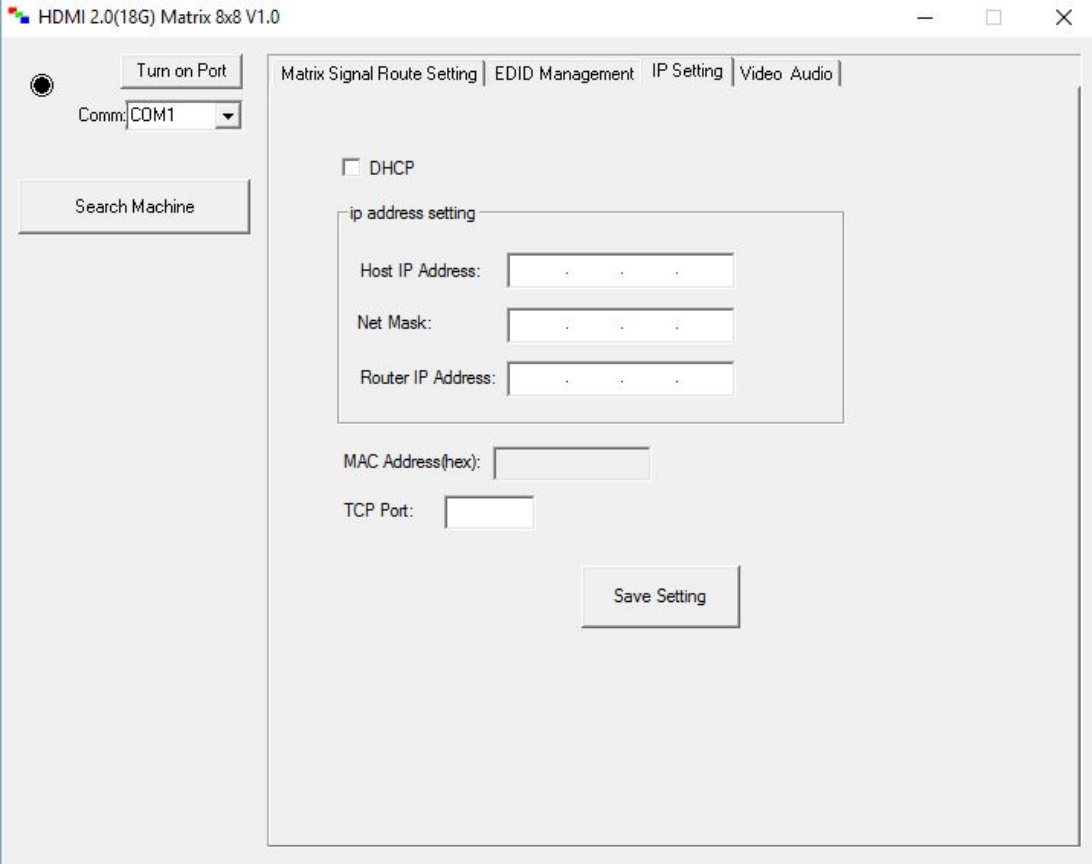 HDMI 2.0(18G) Matrix 8x8 V1.0
Turn on Port
Comm: COM1
Search Machine
Matrix Signal Route Setting EDID Management IP Setting Video Audio
DHCP
ip address setting
Host IP Address: . . .
Net Mask: . . .
Router IP Address: . . .
MAC Address(hex):
TCP Port:
Save Setting